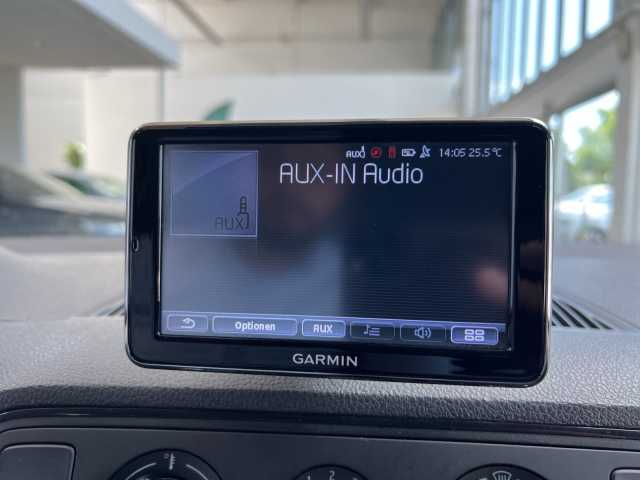 AUX 14:05 25.5°C
AUX-IN Audio
AUX
Optionen AUX
GARMIN